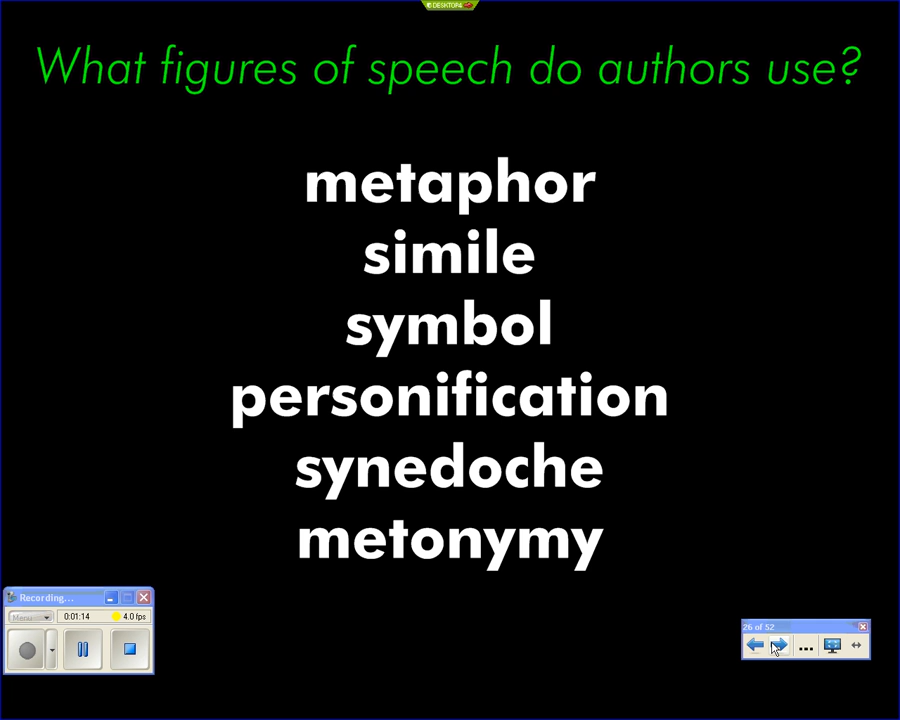 DESKTOP4
What figures of speech do authors use?
metaphor
simile
symbol
personification
synedoche
metonymy
Recording...
Menu
0:01:14
4.0 fps
26 of 52
...